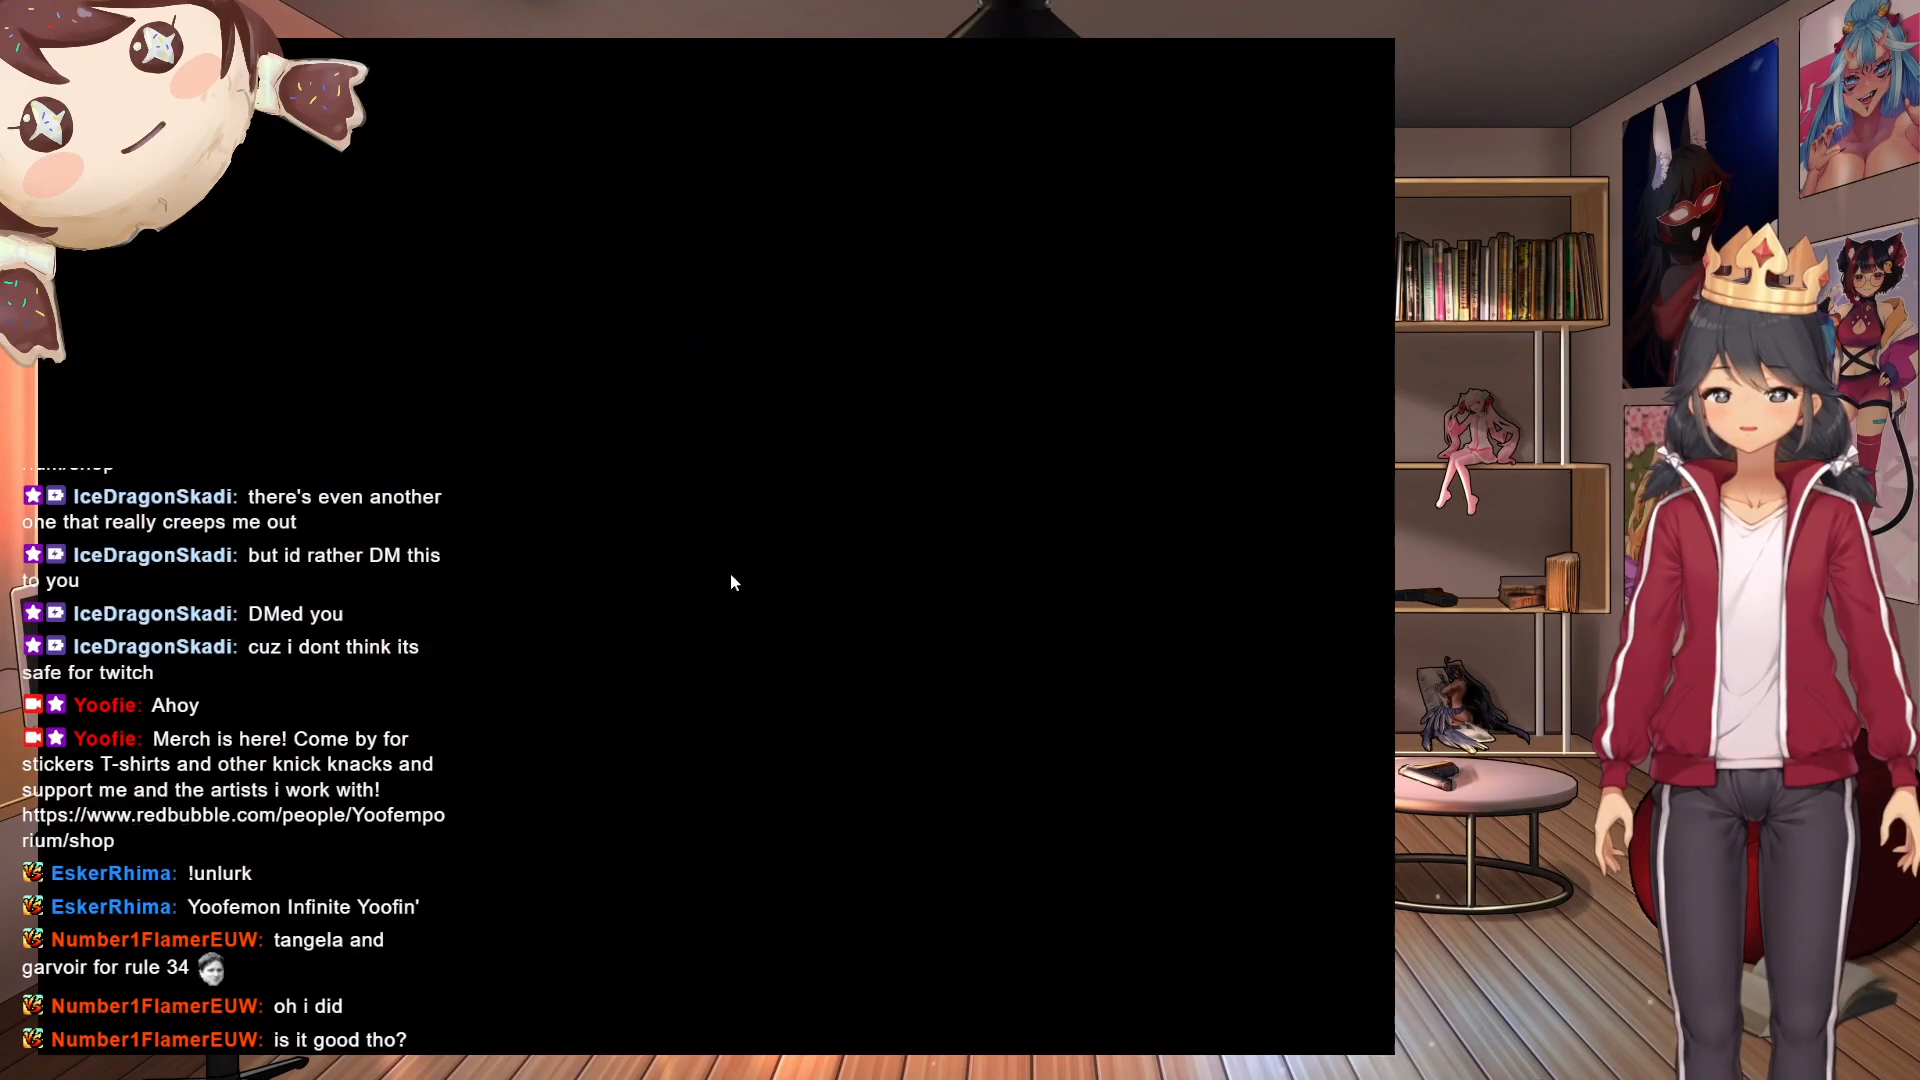 IceDragonSkadi: there's even another
one that really creeps me out
IceDragonSkadi: but id rather DM this
to you
IceDragonSkadi: DMed you
IceDragonSkadi: cuz i dont think its
safe for twitch
Yoofie: Ahoy
Yoofie: Merch is here! Come by for
stickers T-shirts and other knick knacks and
support me and the artists i work with!
https://www.redbubble.com/people/Yoofempo
rium/shop
EskerRhima: !unlurk
EskerRhima: Yoofemon Infinite Yoofin'
Number1FlamerEUW: tangela and
garvoir for rule 34
Number1FlamerEUW: oh i did
Number1FlamerEUW: is it good tho?